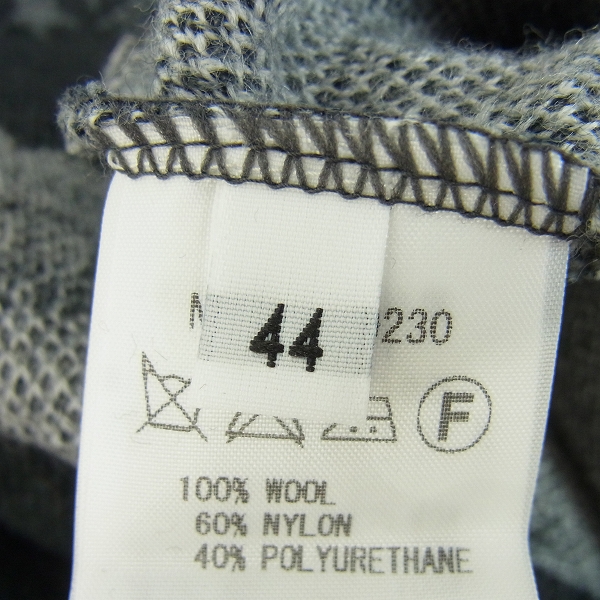 44
230
F
100% WOOL
60% NYLON
40% POLYURETHANE